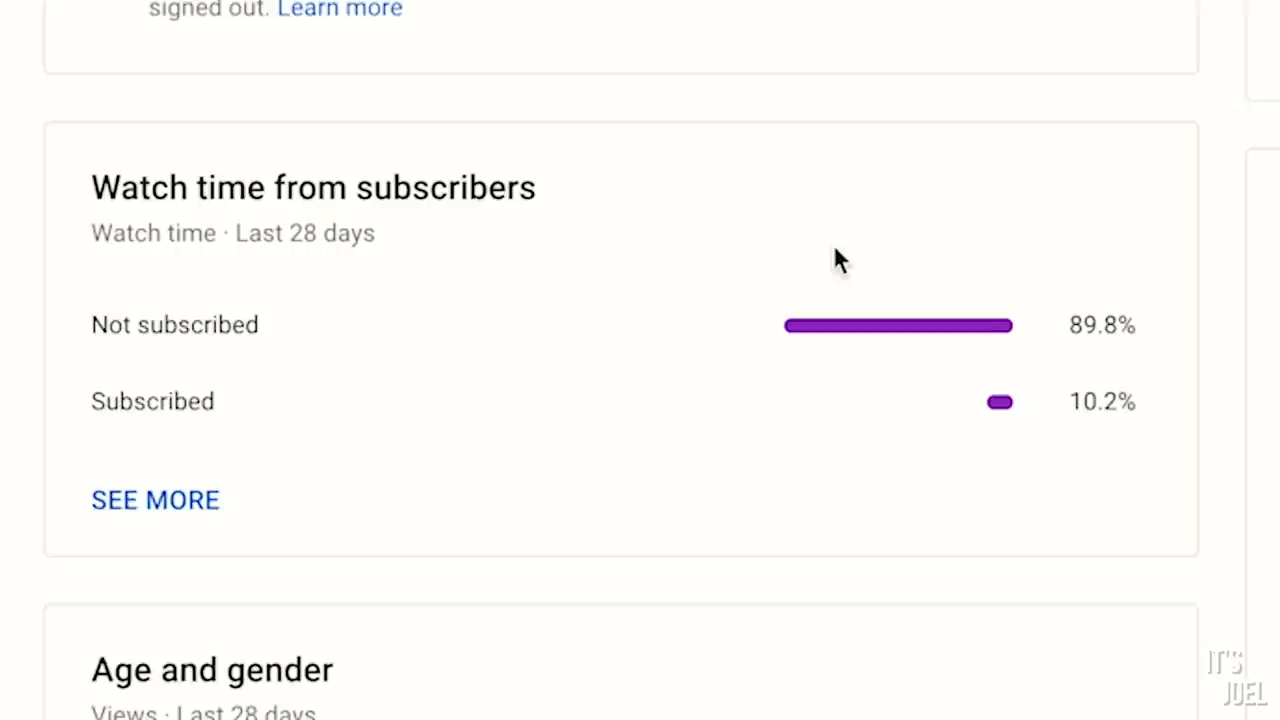 signed out. Learn more
Watch time from subscribers
Watch time · Last 28 days
Not subscribed 89.8%
Subscribed 10.2%
SEE MORE
Age and gender
Views · Last 28 days
IT'S
JOEL